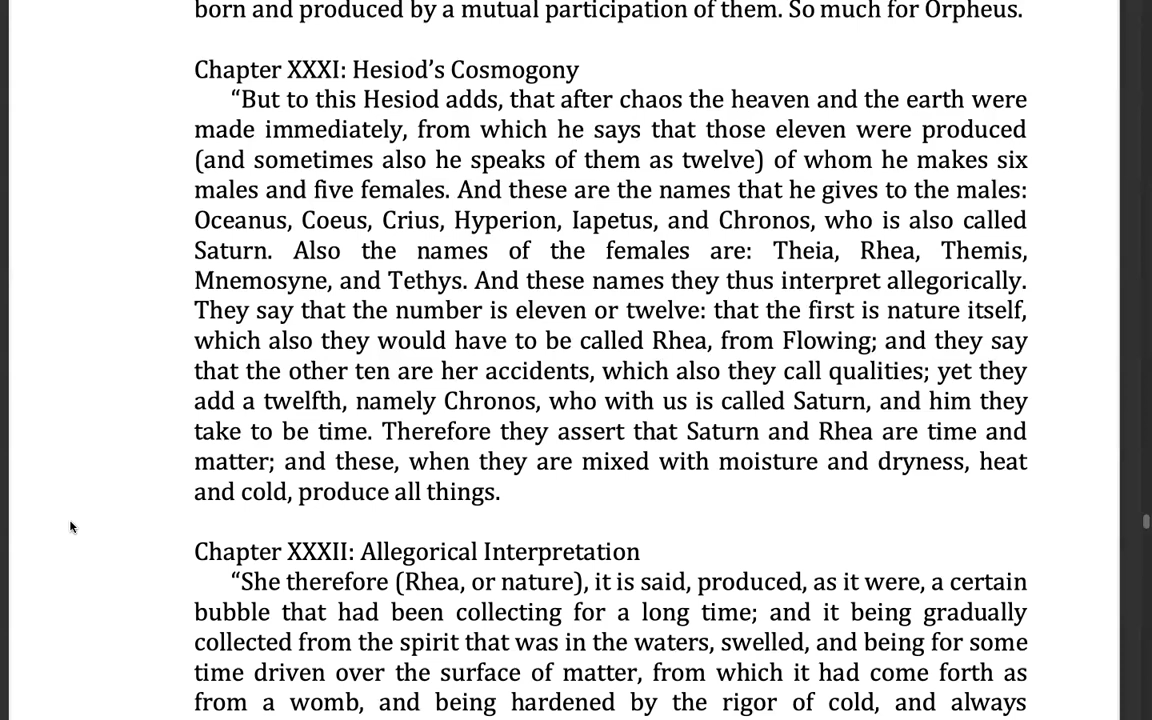 born and produced by a mutual participation of them. So much for Orpheus.
Chapter XXXI: Hesiod’s Cosmogony
“But to this Hesiod adds, that after chaos the heaven and the earth were
made immediately, from which he says that those eleven were produced
(and sometimes also he speaks of them as twelve) of whom he makes six
males and five females. And these are the names that he gives to the males:
Oceanus, Coeus, Crius, Hyperion, Iapetus, and Chronos, who is also called
Saturn. Also the names of the females are: Theia, Rhea, Themis,
Mnemosyne, and Tethys. And these names they thus interpret allegorically.
They say that the number is eleven or twelve: that the first is nature itself,
which also they would have to be called Rhea, from Flowing; and they say
that the other ten are her accidents, which also they call qualities; yet they
add a twelfth, namely Chronos, who with us is called Saturn, and him they
take to be time. Therefore they assert that Saturn and Rhea are time and
matter; and these, when they are mixed with moisture and dryness, heat
and cold, produce all things.
Chapter XXXII: Allegorical Interpretation
“She therefore (Rhea, or nature), it is said, produced, as it were, a certain
bubble that had been collecting for a long time; and it being gradually
collected from the spirit that was in the waters, swelled, and being for some
time driven over the surface of matter, from which it had come forth as
from a womb, and being hardened by the rigor of cold, and always